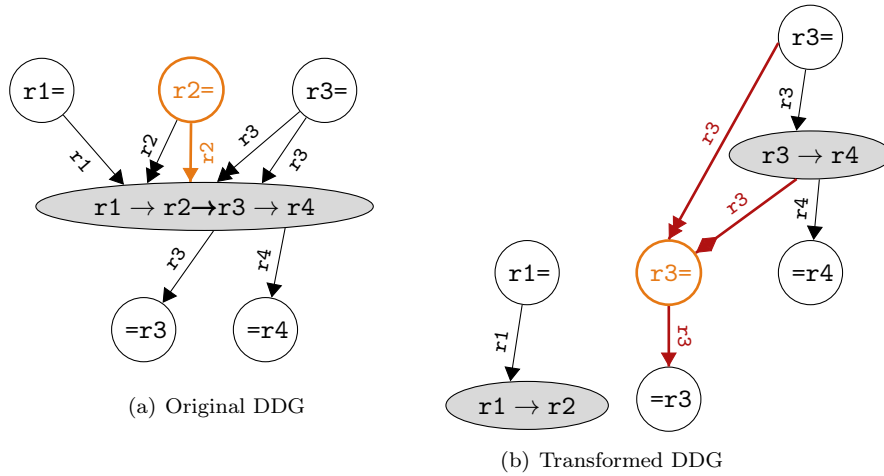 r1=
r2=
r3=
r1
r2
r2
r3
r3
r1 → r2→r3 → r4
r3
r4
=r3
=r4
(a) Original DDG
r3=
r3
r3
r3 → r4
r3
r4
r1=
r3=
=r4
r1
r3
r1 → r2
=r3
(b) Transformed DDG